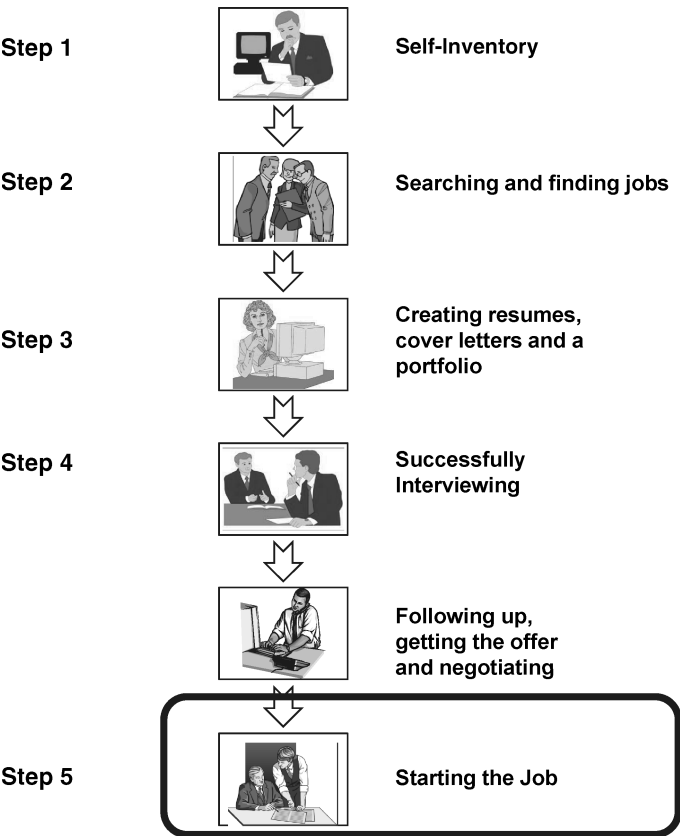 Step 1
Self-Inventory
Step 2
Searching and finding jobs
Step 3
Creating resumes,
cover letters and a
portfolio
Step 4
Successfully
Interviewing
Following up,
getting the offer
and negotiating
Step 5
Starting the Job